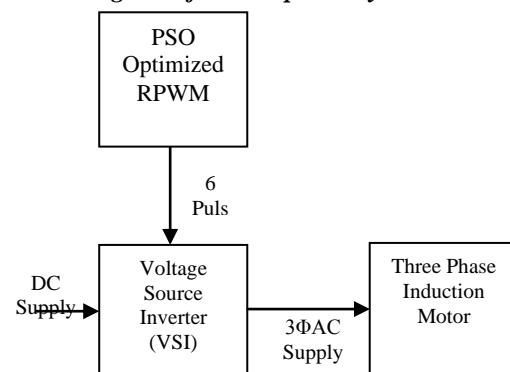 PSO
Optimized
RPWM
6
Puls
DC
Supply
Voltage
Source
Inverter
(VSI)
3ΦAC
Supply
Three Phase
Induction
Motor